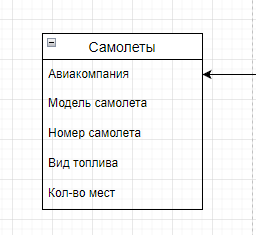 Самолеты
Авиакомпания
Модель самолета
Номер самолета
Вид топлива
Кол-во мест